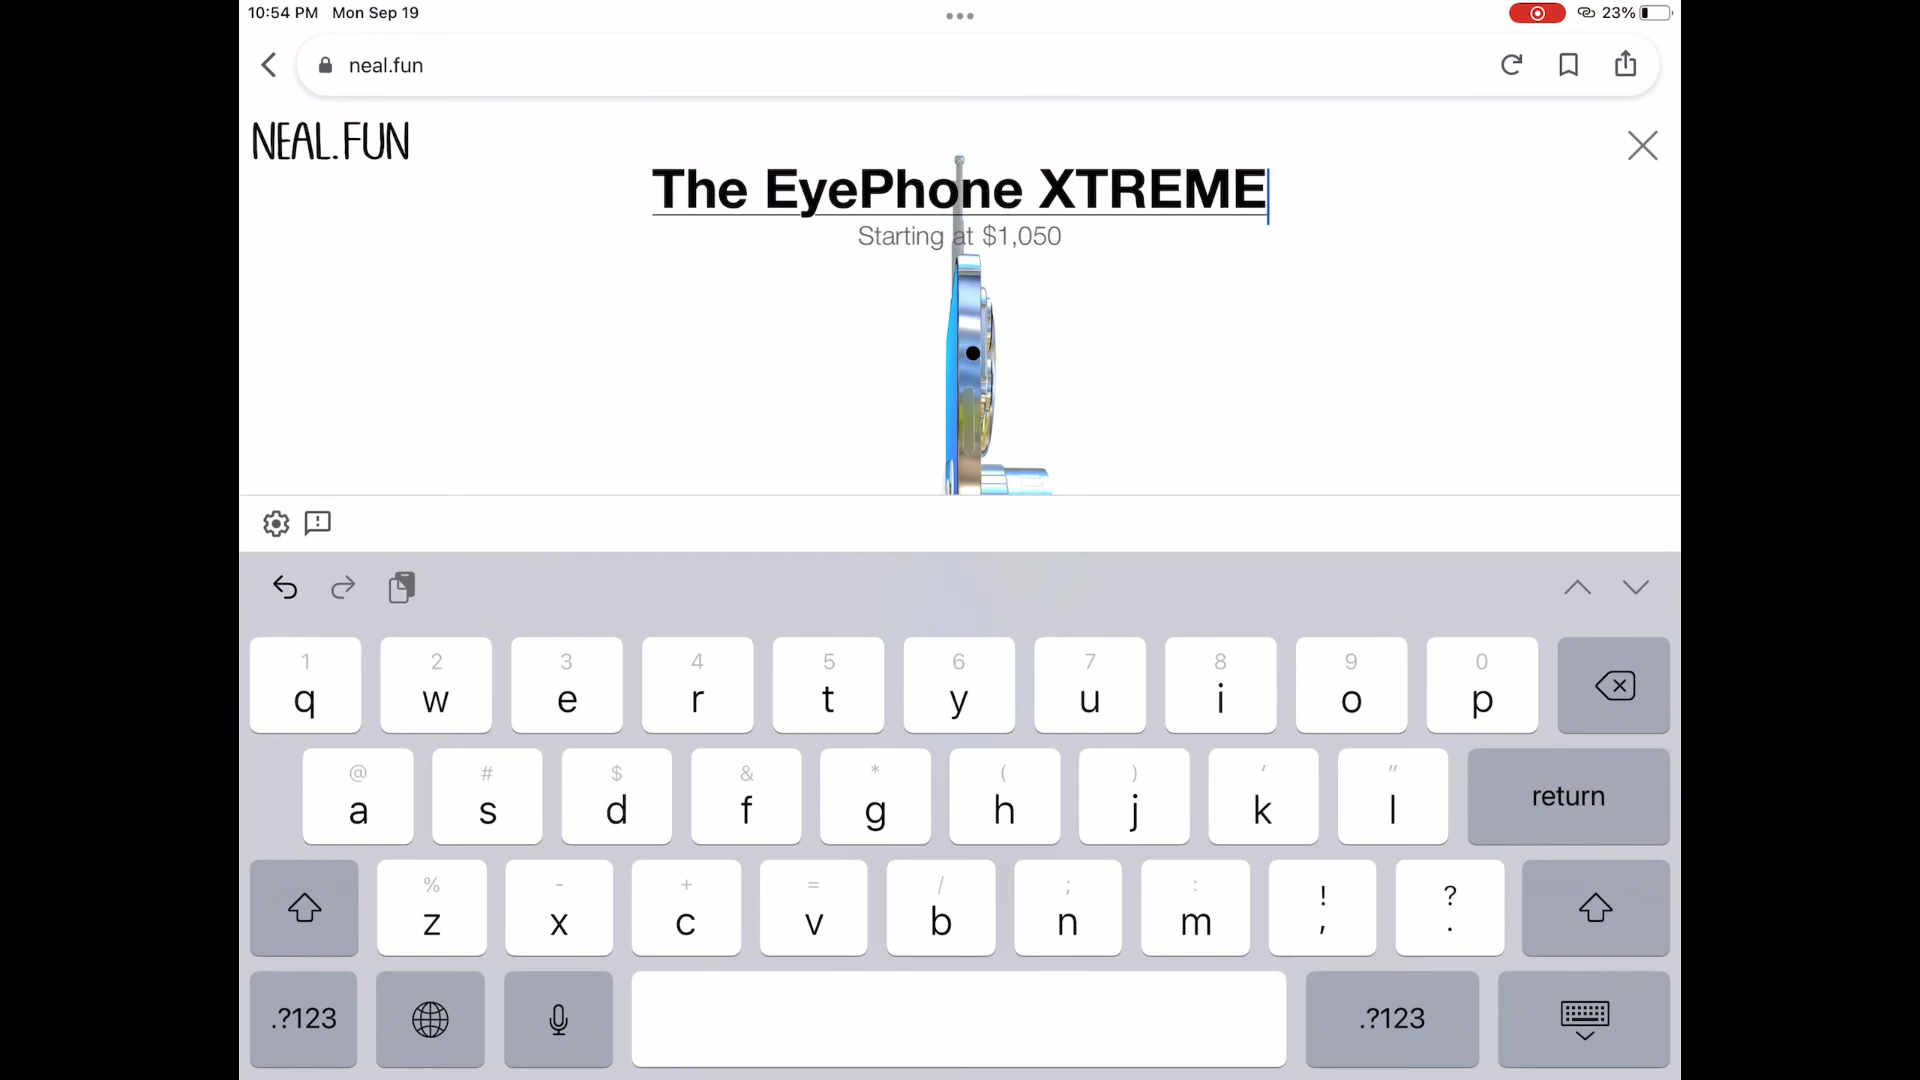 10:54 PM Mon Sep 19
23%
neal.fun
NEAL.FUN
The EyePhone XTREME
Starting at $1,050
1 2 3 4 5 6 7 8 9 0
q w e r t y u i o p
@ # $ & * ( ) ' "
a s d f g h j k l return
% - + = / ; : ! ?
z x c v b n m , .
.?123 .?123